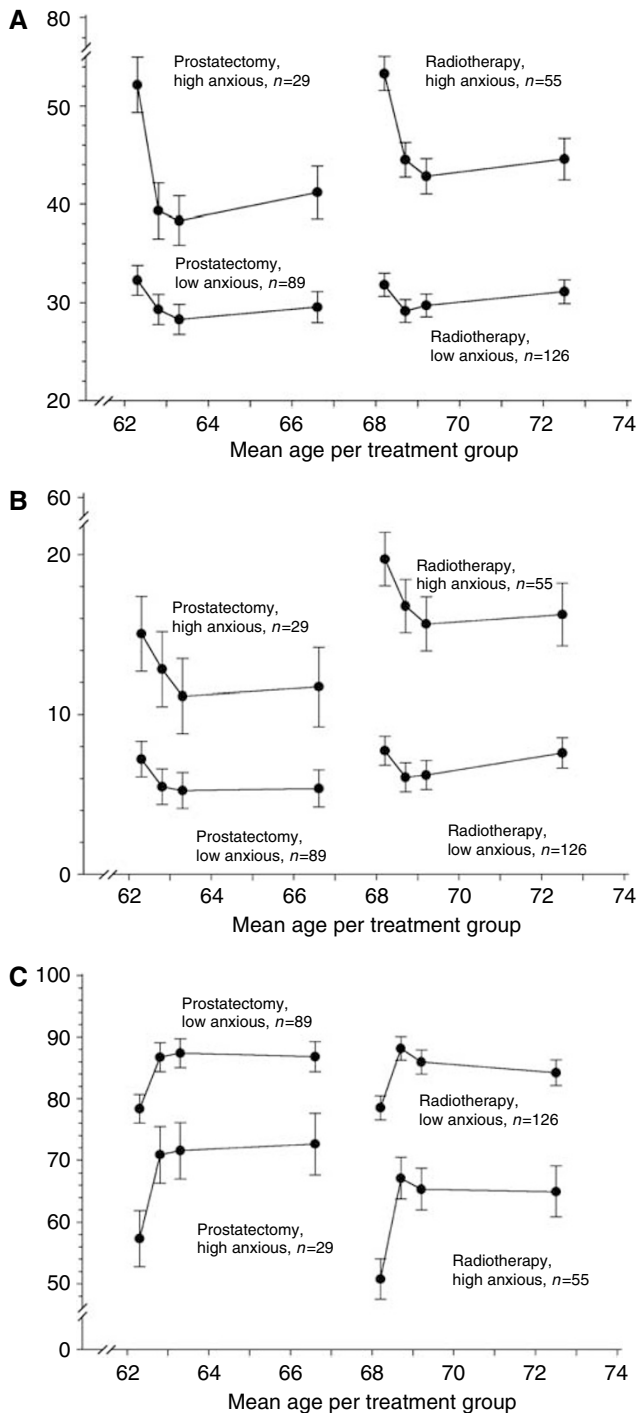 A
80
Prostatectomy,
high anxious, n=29
Radiotherapy,
high anxious, n=55
50
40
Prostatectomy,
low anxious, n=89
30
Radiotherapy,
low anxious, n=126
20
62 64 66 68 70 72 74
Mean age per treatment group
B
60
20
Radiotherapy,
high anxious, n=55
Prostatectomy,
high anxious, n=29
10
Prostatectomy,
low anxious, n=89
Radiotherapy,
low anxious, n=126
0
62 64 66 68 70 72 74
Mean age per treatment group
C
100
Prostatectomy,
low anxious, n=89
90
80
Radiotherapy,
low anxious, n=126
70
60
Prostatectomy,
high anxious, n=29
Radiotherapy,
high anxious, n=55
50
0
62 64 66 68 70 72 74
Mean age per treatment group